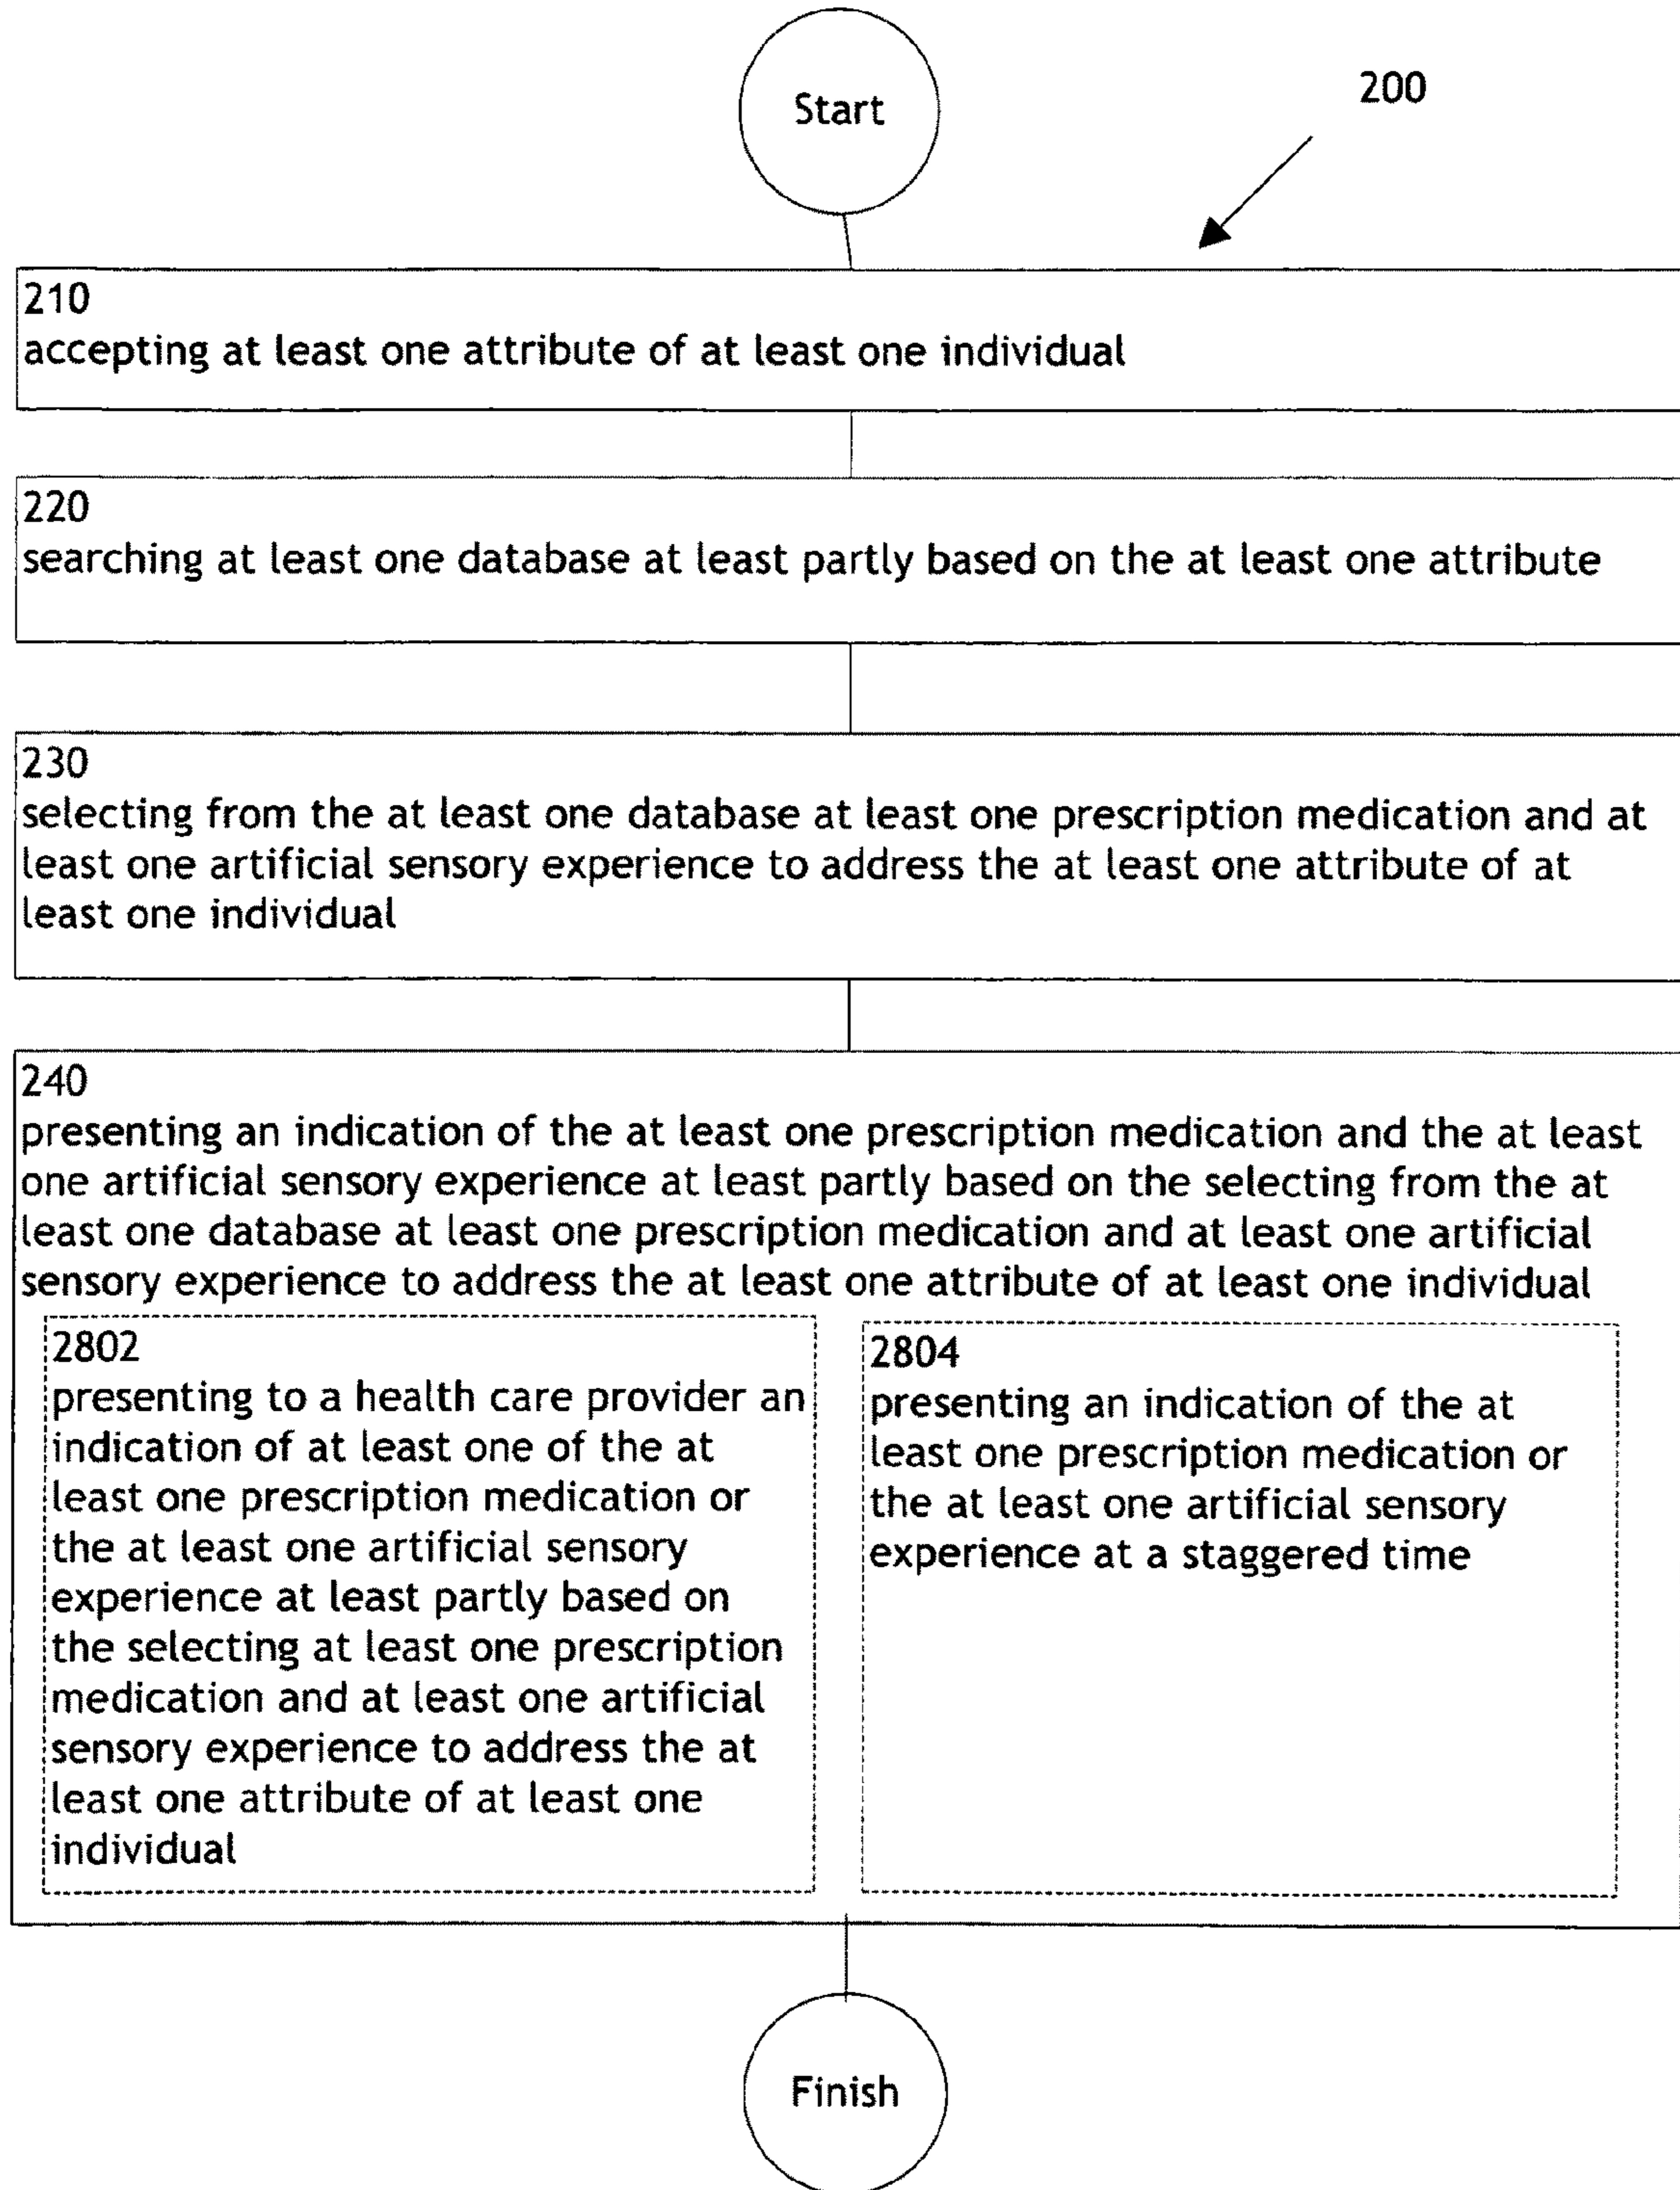 Start
200
210
accepting at least one attribute of at least one individual
220
searching at least one database at least partly based on the at least one attribute
230
selecting from the at least one database at least one prescription medication and at
least one artificial sensory experience to address the at least one attribute of at
least one individual
240
presenting an indication of the at least one prescription medication and the at least
one artificial sensory experience at least partly based on the selecting from the at
least one database at least one prescription medication and at least one artificial
sensory experience to address the at least one attribute of at least one individual
2802
presenting to a health care provider an
indication of at least one of the at
least one prescription medication or
the at least one artificial sensory
experience at least partly based on
the selecting at least one prescription
medication and at least one artificial
sensory experience to address the at
least one attribute of at least one
individual
2804
presenting an indication of the at
least one prescription medication or
the at least one artificial sensory
experience at a staggered time
Finish